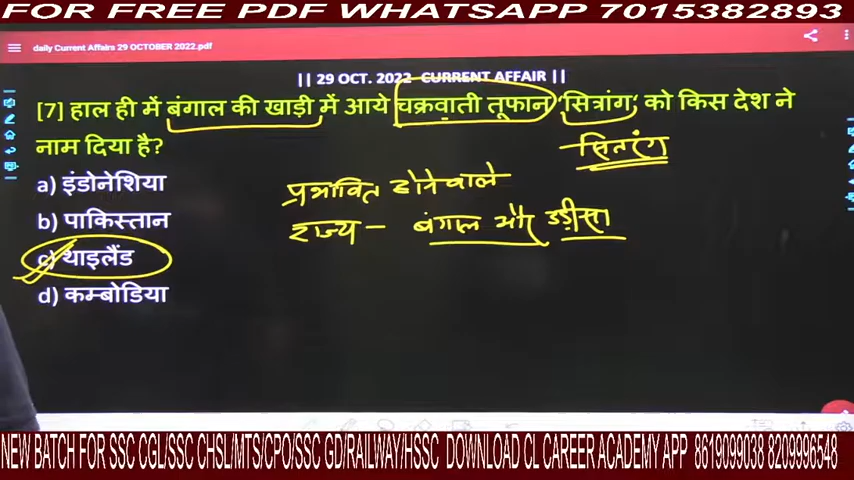 FOR FREE PDF WHATSAPP 7015382893
daily Current Affairs 29 OCTOBER 2022.pdf
|| 29 OCT. 2022 CURRENT AFFAIR ||
[7] हाल ही में बंगाल की खाड़ी में आये चक्रवाती तूफान 'सित्रांग' को किस देश ने
नाम दिया है?
सितरंग
a) इंडोनेशिया
b) पाकिस्तान
c) थाइलैंड
d) कम्बोडिया
प्रभावित होने वाले
राज्य - बंगाल और उड़ीसा
NEW BATCH FOR SSC CGL/SSC CHSL/MTS/CPO/SSC GD/RAILWAY/HSSC DOWNLOAD CL CAREER ACADEMY APP 8619099038 8209996548